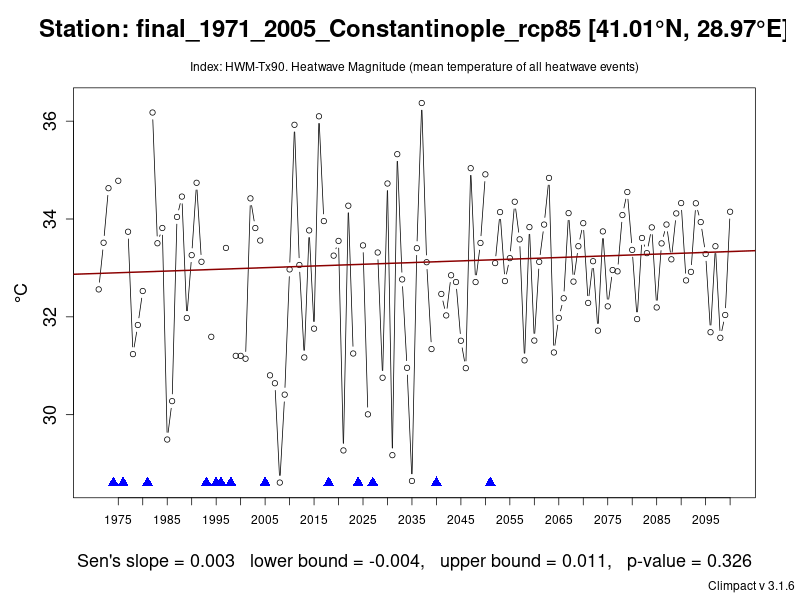 Station: final_1971_2005_Constantinople_rcp85 [41.01°N, 28.97°E]
Index: HWM-Tx90. Heatwave Magnitude (mean temperature of all heatwave events)
36
34
32
30
°C
1975 1985 1995 2005 2015 2025 2035 2045 2055 2065 2075 2085 2095
Sen's slope = 0.003 lower bound = -0.004, upper bound = 0.011, p-value = 0.326
Climpact v 3.1.6